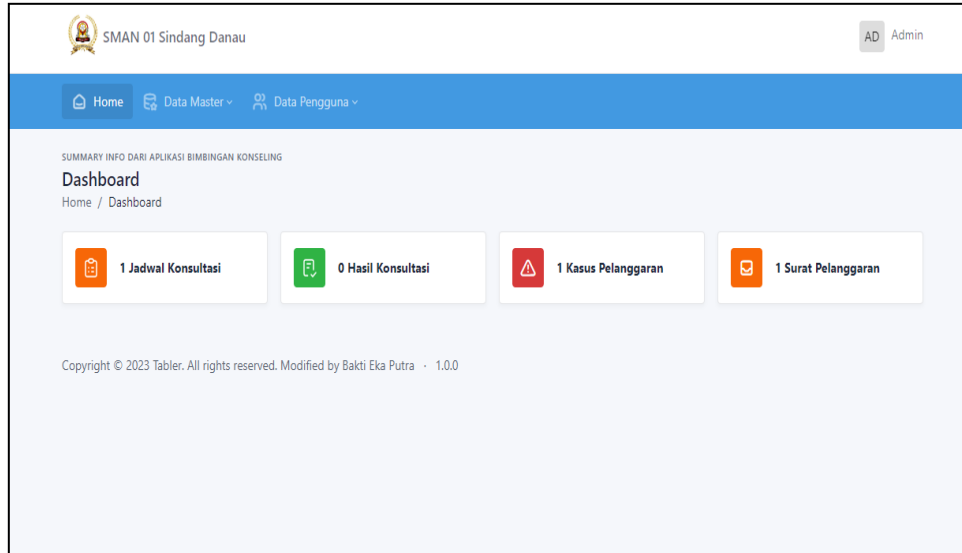 SMAN 01 Sindang Danau
AD Admin
Home Data Master Data Pengguna
SUMMARY INFO DARI APLIKASI BIMBINGAN KONSELING
Dashboard
Home / Dashboard
1 Jadwal Konsultasi
0 Hasil Konsultasi
1 Kasus Pelanggaran
1 Surat Pelanggaran
Copyright © 2023 Tabler. All rights reserved. Modified by Bakti Eka Putra · 1.0.0